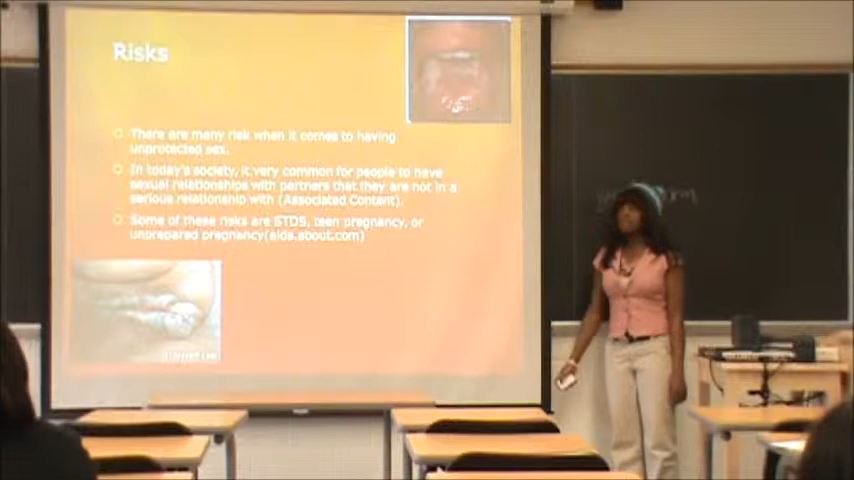 Risks
There are many risk when it comes to having
unprotected sex.
In today's society, it very common for people to have
sexual relationships with partners that they are not in a
serious relationship with (Associated Content).
Some of these risks are STDS, teen pregnancy, or
unprepared pregnancy(aids.about.com)